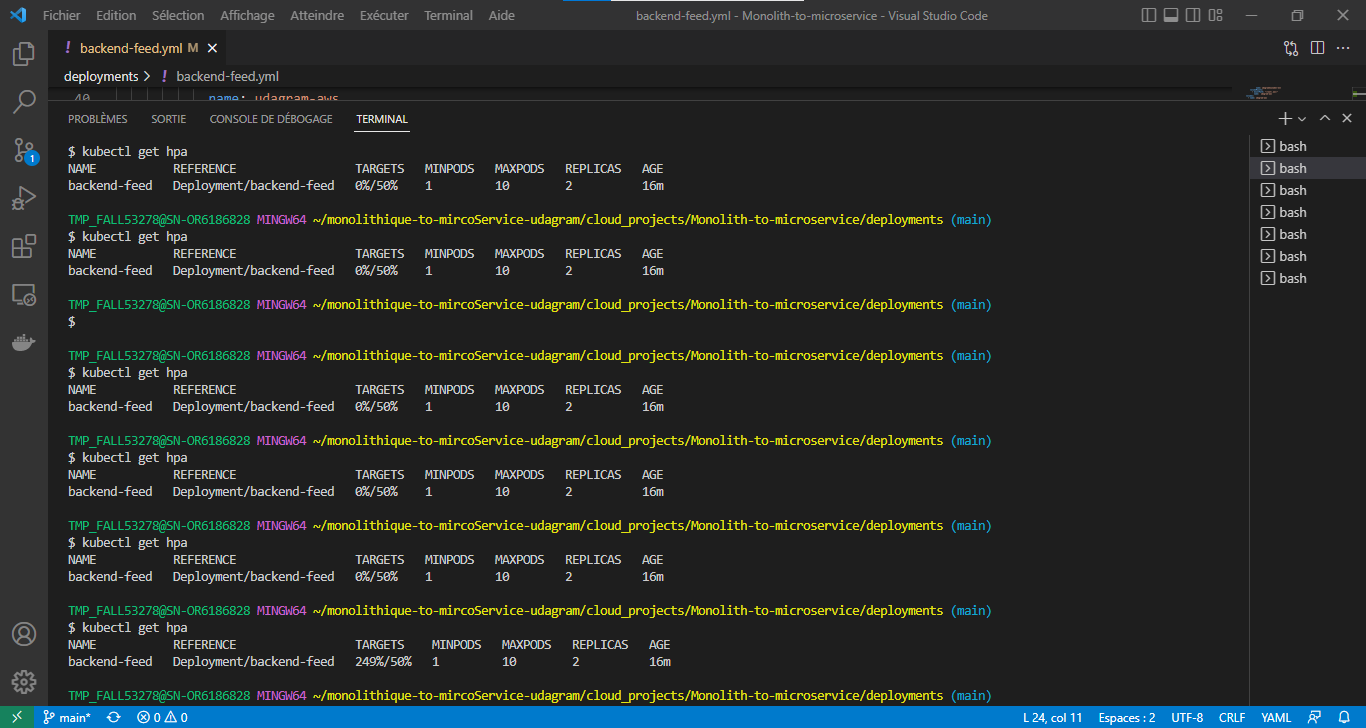 Fichier Edition Sélection Affichage Atteindre Exécuter Terminal Aide backend-feed.yml - Monolith-to-microservice - Visual Studio Code
! backend-feed.yml M
deployments > ! backend-feed.yml
40 name: udagram-aws
PROBLÈMES SORTIE CONSOLE DE DÉBOGAGE TERMINAL
$ kubectl get hpa
NAME REFERENCE TARGETS MINPODS MAXPODS REPLICAS AGE
backend-feed Deployment/backend-feed 0%/50% 1 10 2 16m
TMP_FALL53278@SN-OR6186828 MINGW64 ~/monolithique-to-mircoService-udagram/cloud_projects/Monolith-to-microservice/deployments (main)
$ kubectl get hpa
NAME REFERENCE TARGETS MINPODS MAXPODS REPLICAS AGE
backend-feed Deployment/backend-feed 0%/50% 1 10 2 16m
TMP_FALL53278@SN-OR6186828 MINGW64 ~/monolithique-to-mircoService-udagram/cloud_projects/Monolith-to-microservice/deployments (main)
$
TMP_FALL53278@SN-OR6186828 MINGW64 ~/monolithique-to-mircoService-udagram/cloud_projects/Monolith-to-microservice/deployments (main)
$ kubectl get hpa
NAME REFERENCE TARGETS MINPODS MAXPODS REPLICAS AGE
backend-feed Deployment/backend-feed 0%/50% 1 10 2 16m
TMP_FALL53278@SN-OR6186828 MINGW64 ~/monolithique-to-mircoService-udagram/cloud_projects/Monolith-to-microservice/deployments (main)
$ kubectl get hpa
NAME REFERENCE TARGETS MINPODS MAXPODS REPLICAS AGE
backend-feed Deployment/backend-feed 0%/50% 1 10 2 16m
TMP_FALL53278@SN-OR6186828 MINGW64 ~/monolithique-to-mircoService-udagram/cloud_projects/Monolith-to-microservice/deployments (main)
$ kubectl get hpa
NAME REFERENCE TARGETS MINPODS MAXPODS REPLICAS AGE
backend-feed Deployment/backend-feed 0%/50% 1 10 2 16m
TMP_FALL53278@SN-OR6186828 MINGW64 ~/monolithique-to-mircoService-udagram/cloud_projects/Monolith-to-microservice/deployments (main)
$ kubectl get hpa
NAME REFERENCE TARGETS MINPODS MAXPODS REPLICAS AGE
backend-feed Deployment/backend-feed 249%/50% 1 10 2 16m
TMP_FALL53278@SN-OR6186828 MINGW64 ~/monolithique-to-mircoService-udagram/cloud_projects/Monolith-to-microservice/deployments (main)
bash
bash
bash
bash
bash
bash
bash
1
main* 0 0 L 24, col 11 Espaces : 2 UTF-8 CRLF YAML